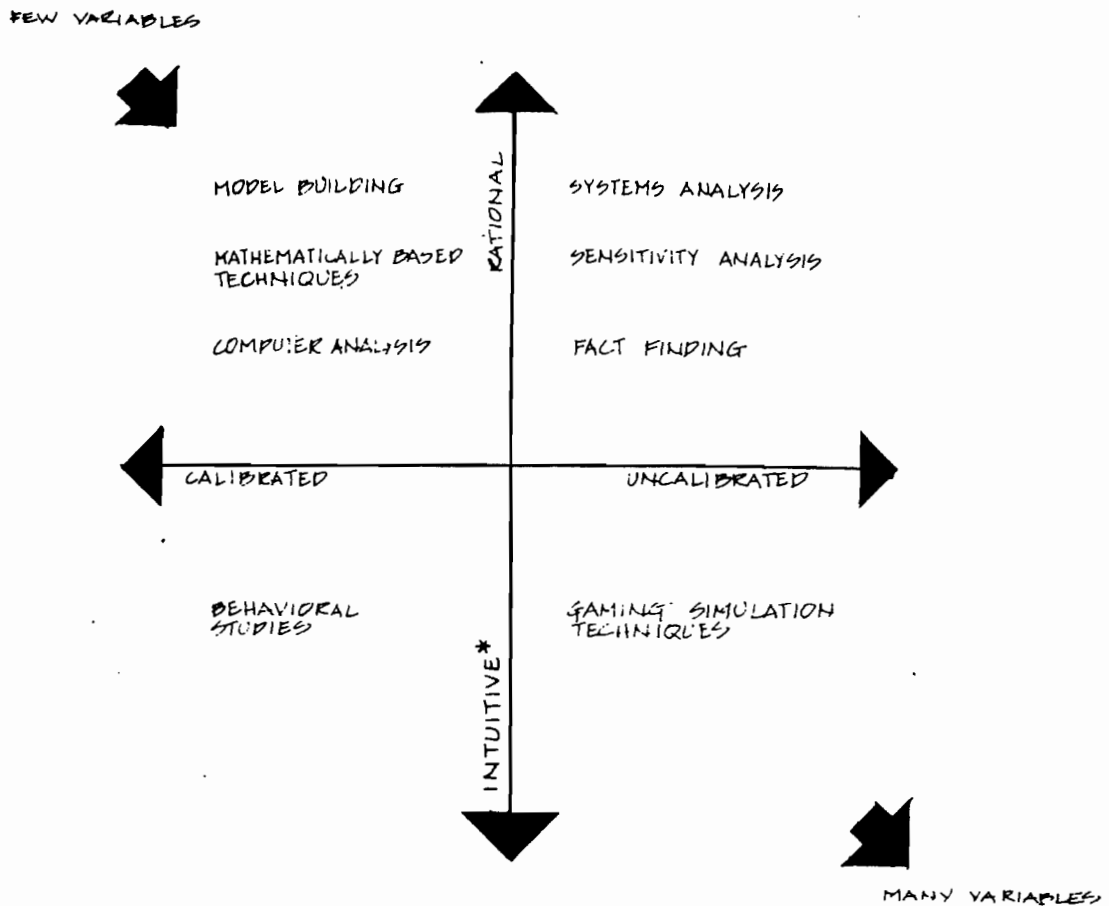 FEW VARIABLES
RATIONAL
MODEL BUILDING
SYSTEMS ANALYSIS
MATHEMATICALLY BASED
TECHNIQUES
SENSITIVITY ANALYSIS
COMPUTER ANALYSIS
FACT FINDING
CALIBRATED
UNCALIBRATED
BEHAVIORAL
STUDIES
GAMING SIMULATION
TECHNIQUES
INTUITIVE*
MANY VARIABLES